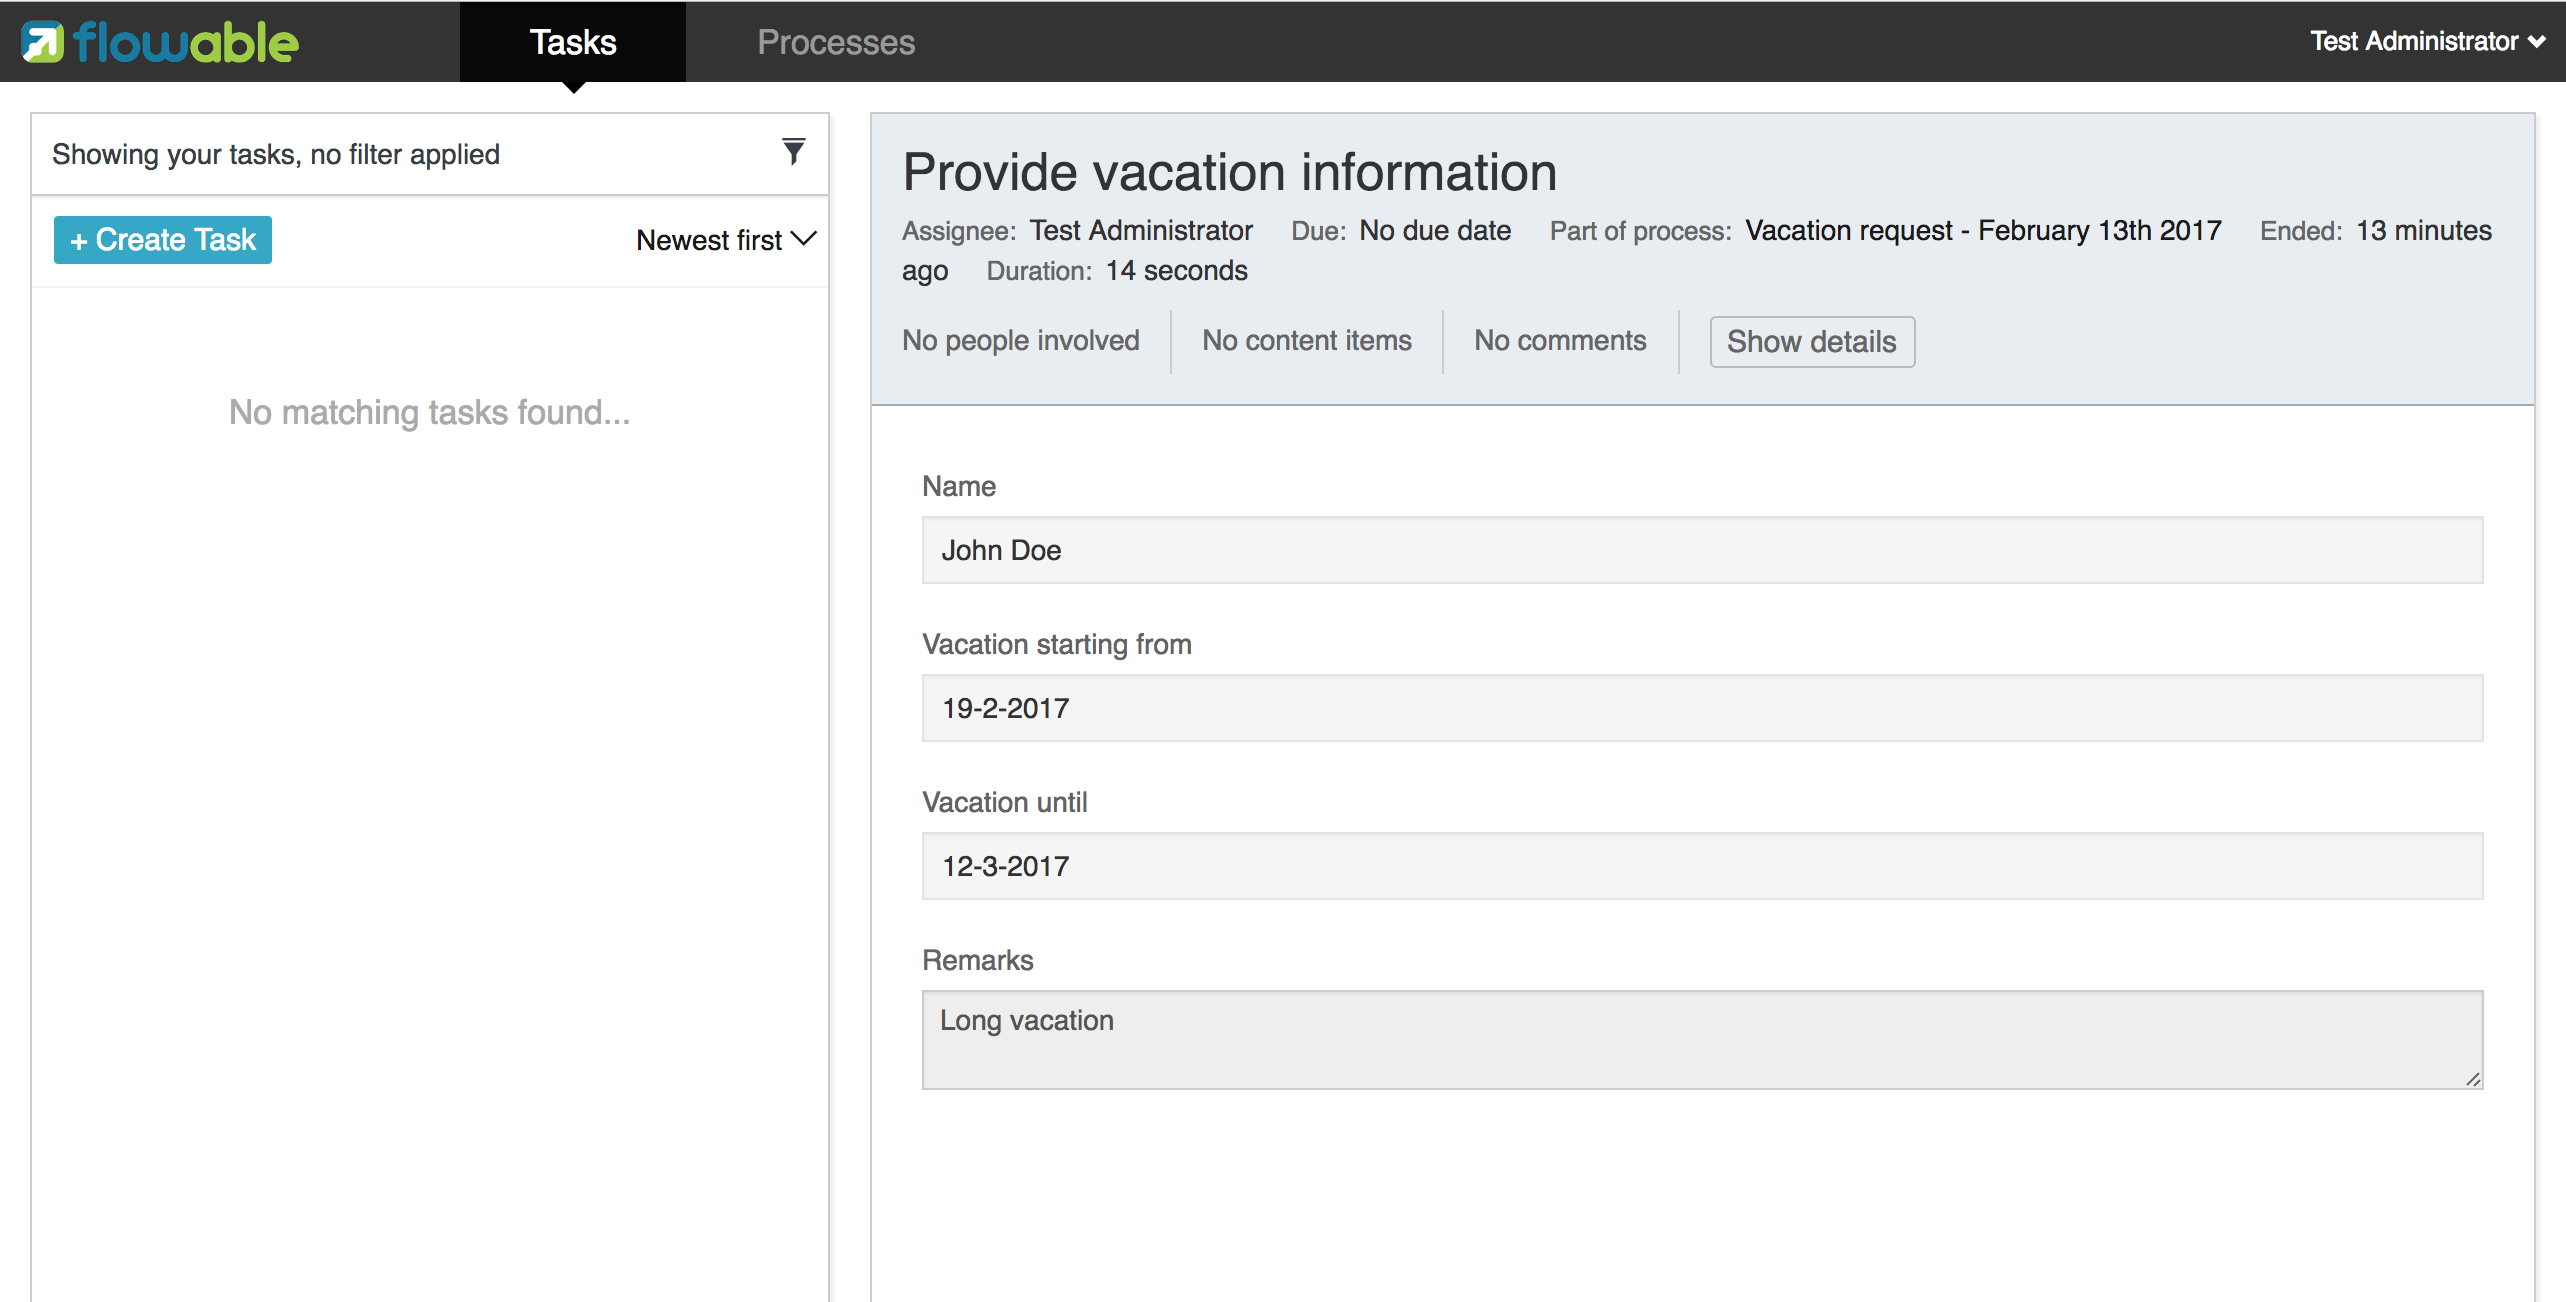 flowable
Tasks
Processes
Test Administrator
Showing your tasks, no filter applied
+ Create Task
Newest first
No matching tasks found...
Provide vacation information
Assignee: Test Administrator Due: No due date Part of process: Vacation request - February 13th 2017 Ended: 13 minutes
ago Duration: 14 seconds
No people involved
No content items
No comments
Show details
Name
John Doe
Vacation starting from
19-2-2017
Vacation until
12-3-2017
Remarks
Long vacation